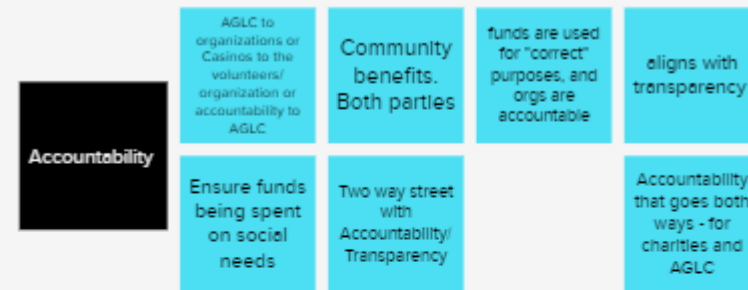 Accountability
AGLC to
organizations or
Casinos to the
volunteers/
organization or
accountability to
AGLC
Community
benefits.
Both parties
funds are used
for "correct"
purposes, and
orgs are
accountable
aligns with
transparency
Ensure funds
being spent
on social
needs
Two way street
with
Accountability/
Transparency
Accountability
that goes both
ways - for
charities and
AGLC